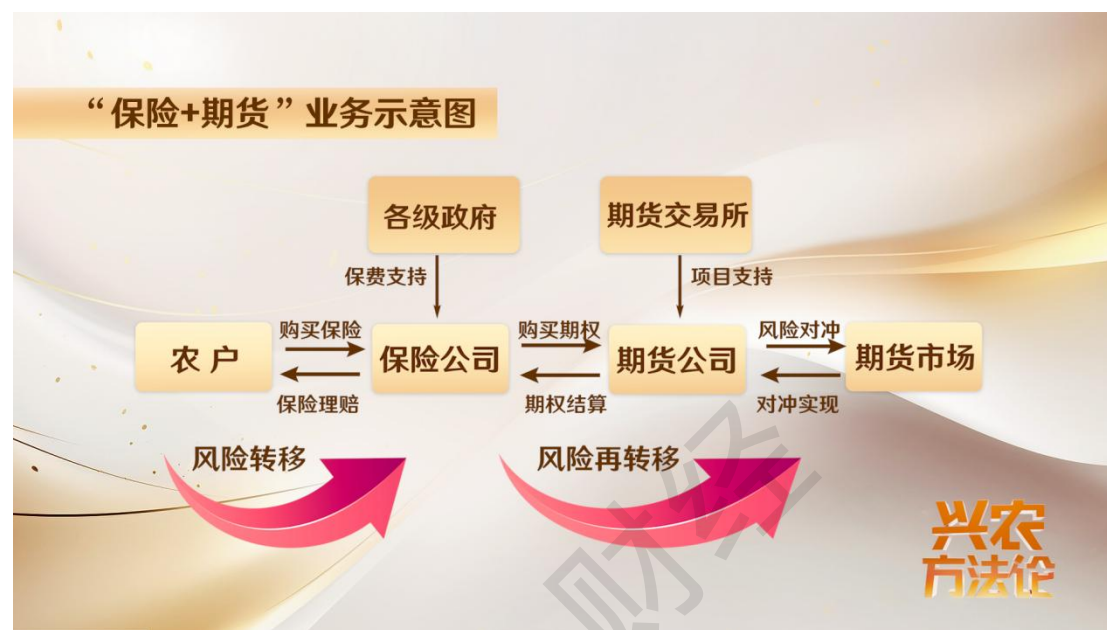 “保险+期货”业务示意图
各级政府
期货交易所
保费支持
项目支持
农户
购买保险
保险理赔
保险公司
购买期权
期权结算
期货公司
风险对冲
对冲实现
期货市场
风险转移
风险再转移
财经
兴农
方法论